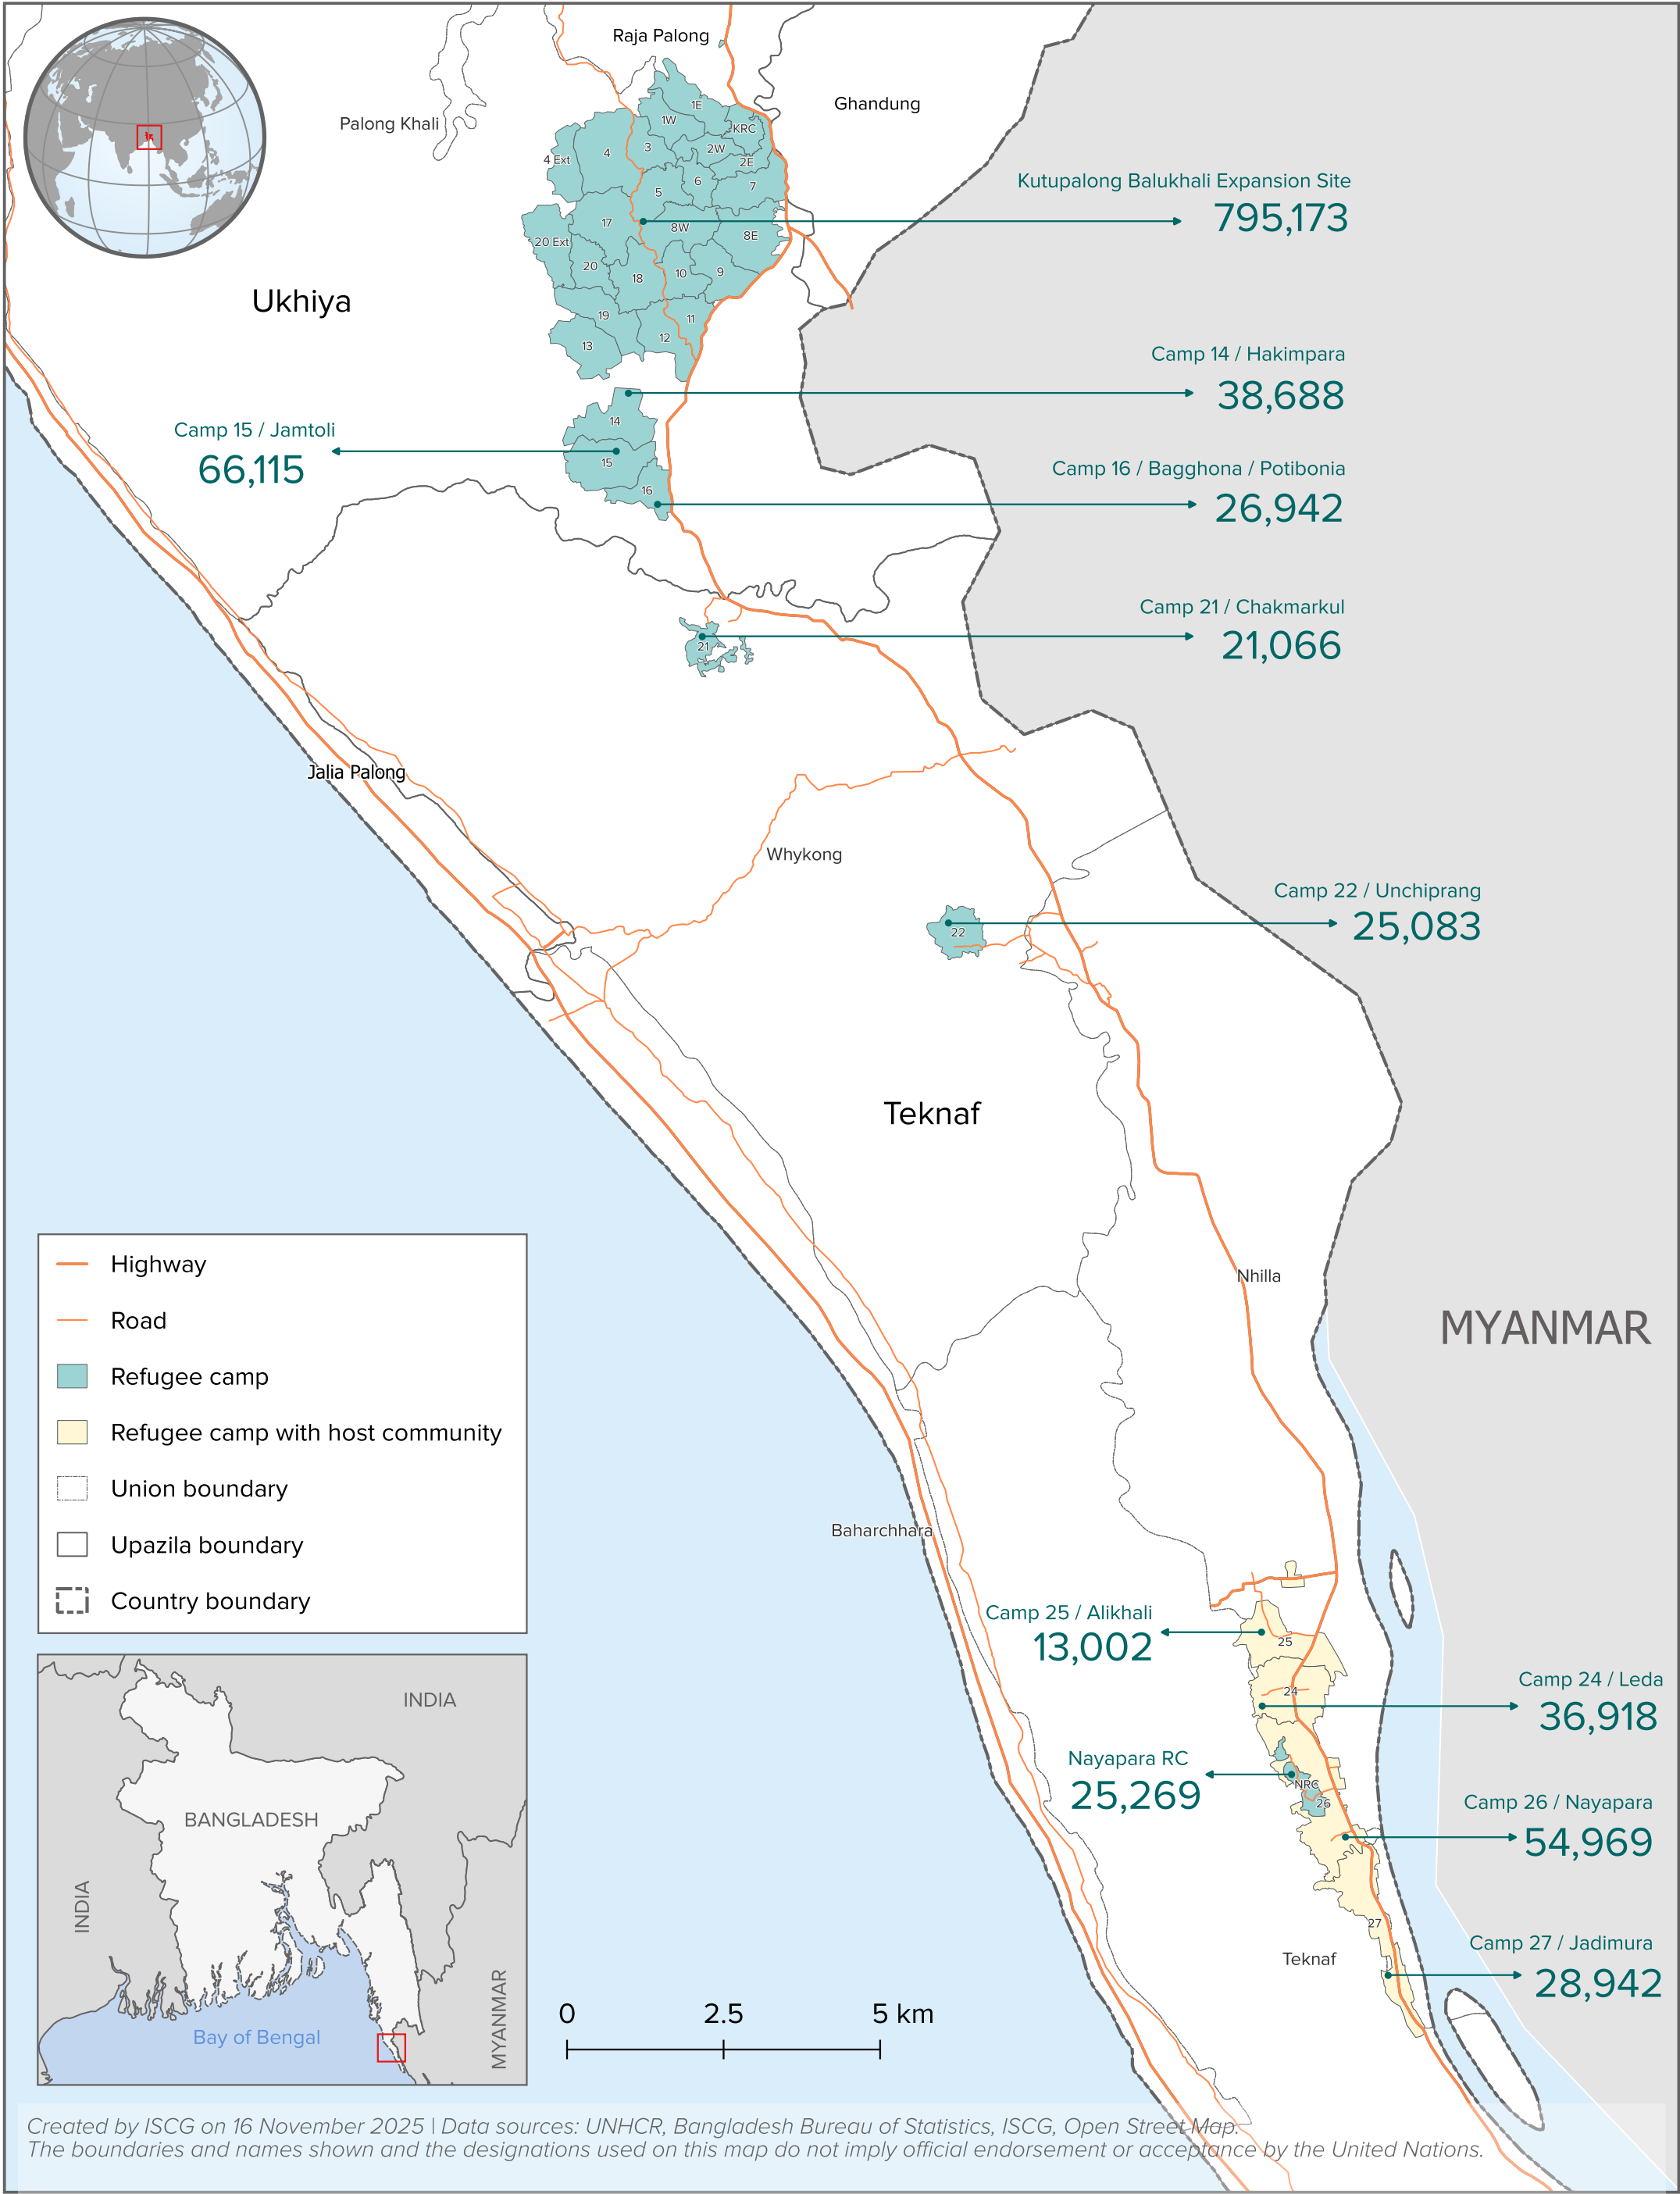 Raja Palong
Ghandung
Palong Khali
1E
1W
KRC
3
2W
2E
4
4 Ext
6
7
5
Kutupalong Balukhali Expansion Site
795,173
17
8W
8E
20 Ext
20
18
10
9
Ukhiya
19
11
12
13
Camp 14 / Hakimpara
38,688
14
Camp 15 / Jamtoli
66,115
15
Camp 16 / Bagghona / Potibonia
26,942
16
Camp 21 / Chakmarkul
21,066
21
Jalia Palong
Whykong
Camp 22 / Unchiprang
25,083
22
Teknaf
Nhilla
MYANMAR
Highway
Road
Refugee camp
Refugee camp with host community
Union boundary
Upazila boundary
Country boundary
Baharchhara
Camp 25 / Alikhali
13,002
25
Camp 24 / Leda
36,918
24
Nayapara RC
25,269
NRC
26
Camp 26 / Nayapara
54,969
27
Teknaf
Camp 27 / Jadimura
28,942
INDIA
BANGLADESH
INDIA
MYANMAR
Bay of Bengal
0 2.5 5 km
Created by ISCG on 16 November 2025 | Data sources: UNHCR, Bangladesh Bureau of Statistics, ISCG, Open Street Map.
The boundaries and names shown and the designations used on this map do not imply official endorsement or acceptance by the United Nations.